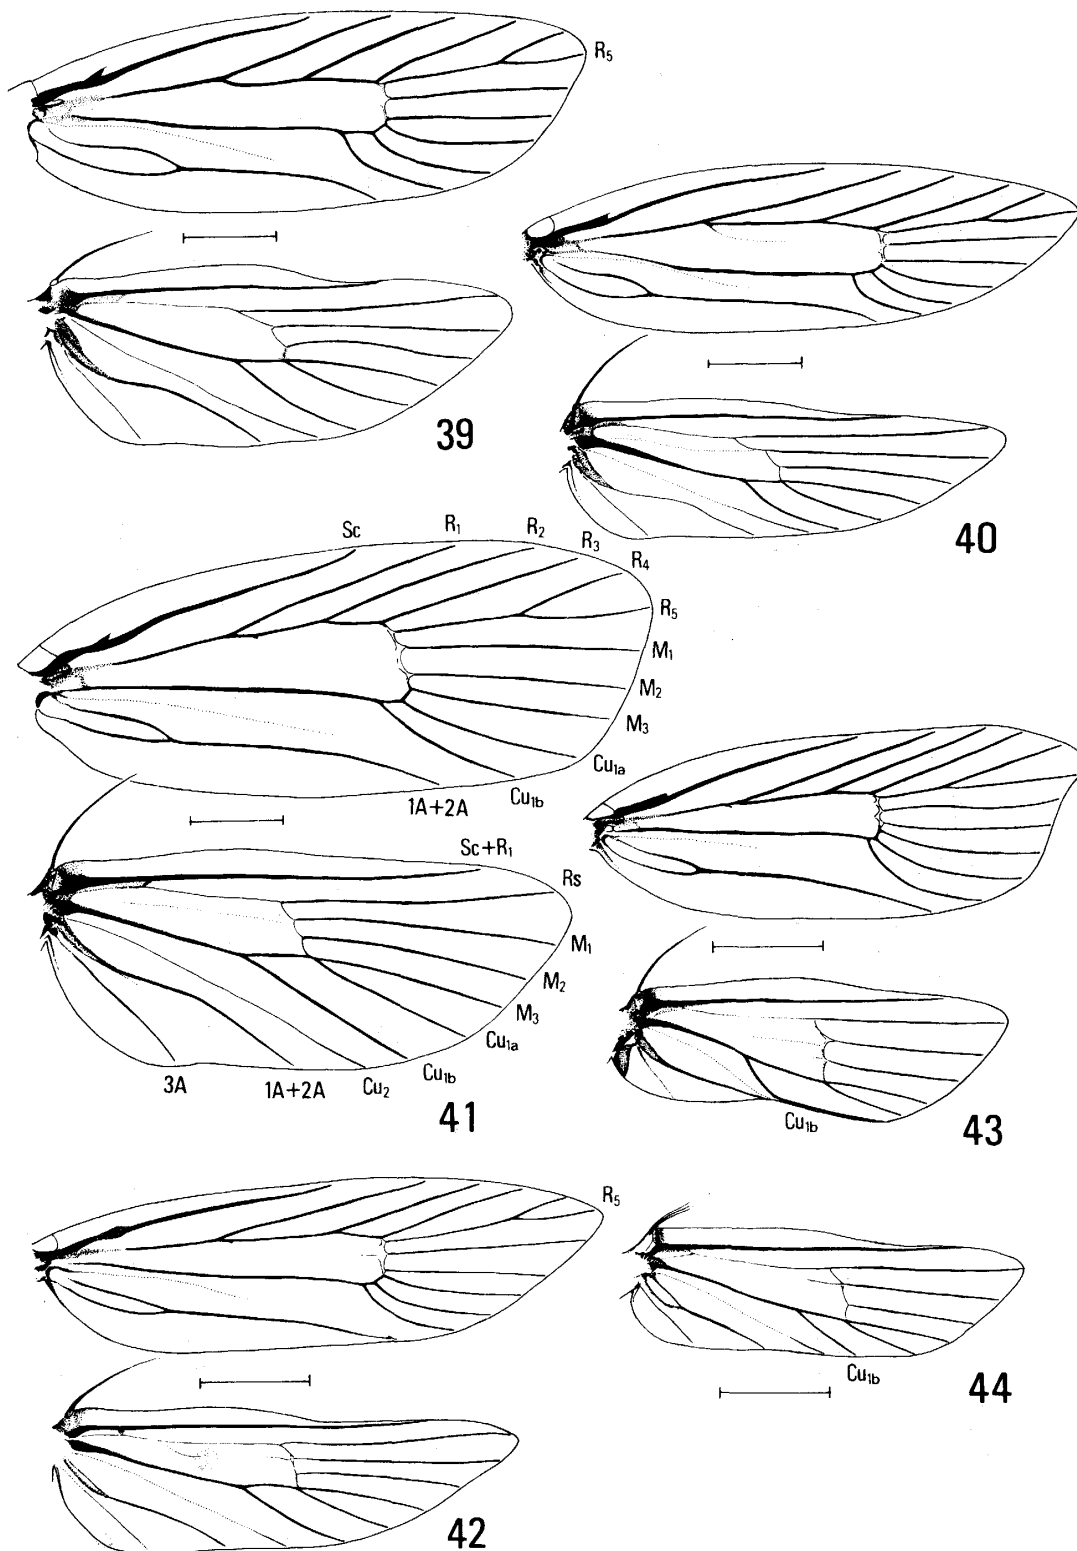 R5
39
40
Sc
R1
R2
R3
R4
R5
M1
M2
M3
Cu1a
Cu1b
1A+2A
Sc+R1
Rs
M1
M2
M3
Cu1a
Cu1b
Cu2
1A+2A
3A
41
Cu1b
43
R5
42
Cu1b
44